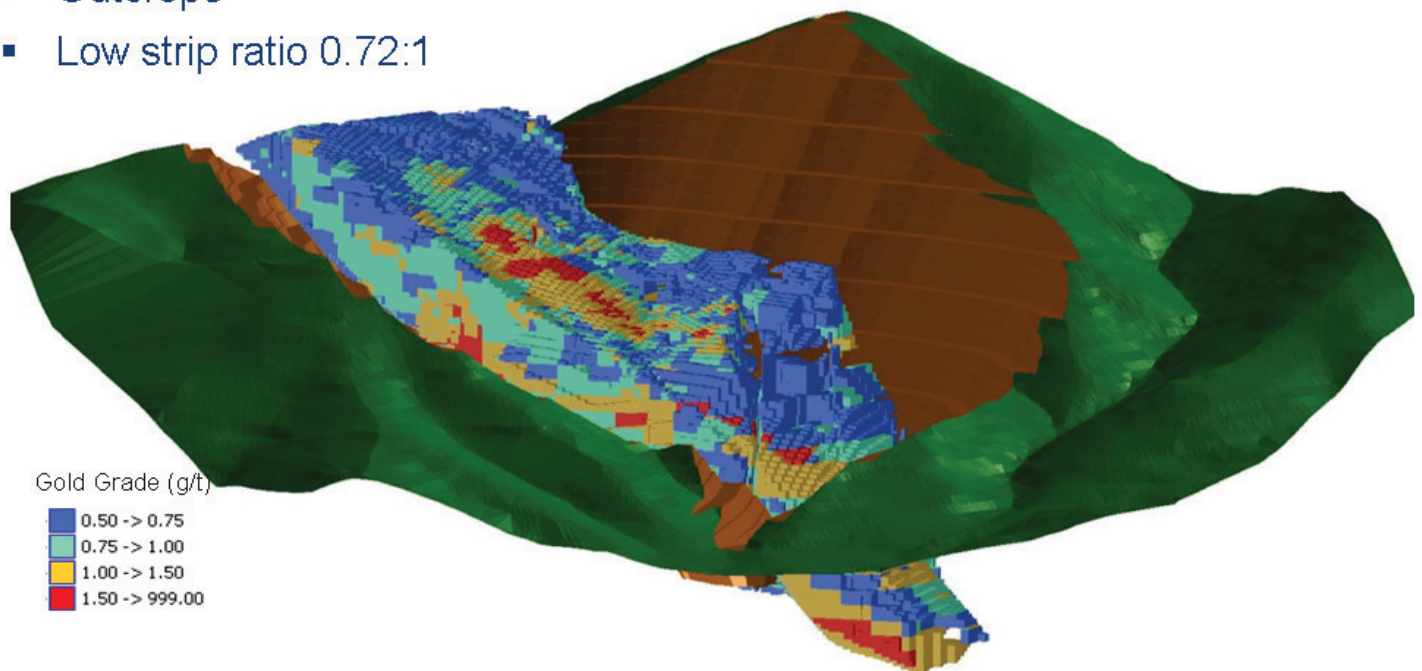 ▪ Low strip ratio 0.72:1
Gold Grade (g/t)
0.50 -> 0.75
0.75 -> 1.00
1.00 -> 1.50
1.50 -> 999.00